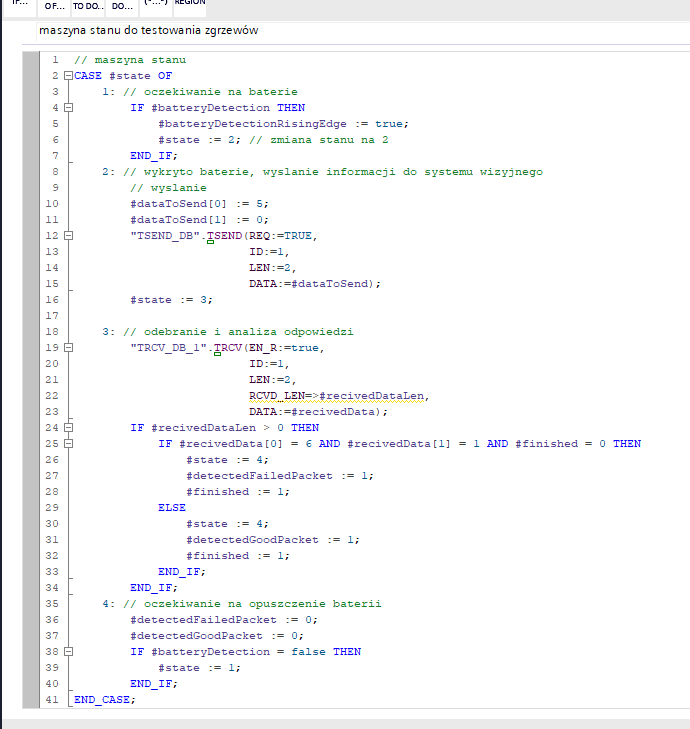 IF...
OF...
TO DO..
DO...
(*...*)
REGION
maszyna stanu do testowania zgrzewów
1 // maszyna stanu
2 CASE #state OF
3 1: // oczekiwanie na baterie
4 IF #batteryDetection THEN
5 #batteryDetectionRisingEdge := true;
6 #state := 2; // zmiana stanu na 2
7 END_IF;
8 2: // wykryto baterie, wyslanie informacji do systemu wizyjnego
9 // wyslanie
10 #dataToSend[0] := 5;
11 #dataToSend[1] := 0;
12 "TSEND_DB".TSEND(REQ:=TRUE,
13 ID:=1,
14 LEN:=2,
15 DATA:=#dataToSend);
16 #state := 3;
17
18 3: // odebranie i analiza odpowiedzi
19 "TRCV_DB_1".TRCV(EN_R:=true,
20 ID:=1,
21 LEN:=2,
22 RCVD_LEN=>#recivedDataLen,
23 DATA:=#recivedData);
24 IF #recivedDataLen > 0 THEN
25 IF #recivedData[0] = 6 AND #recivedData[1] = 1 AND #finished = 0 THEN
26 #state := 4;
27 #detectedFailedPacket := 1;
28 #finished := 1;
29 ELSE
30 #state := 4;
31 #detectedGoodPacket := 1;
32 #finished := 1;
33 END_IF;
34 END_IF;
35 4: // oczekiwanie na opuszczenie baterii
36 #detectedFailedPacket := 0;
37 #detectedGoodPacket := 0;
38 IF #batteryDetection = false THEN
39 #state := 1;
40 END_IF;
41 END_CASE;